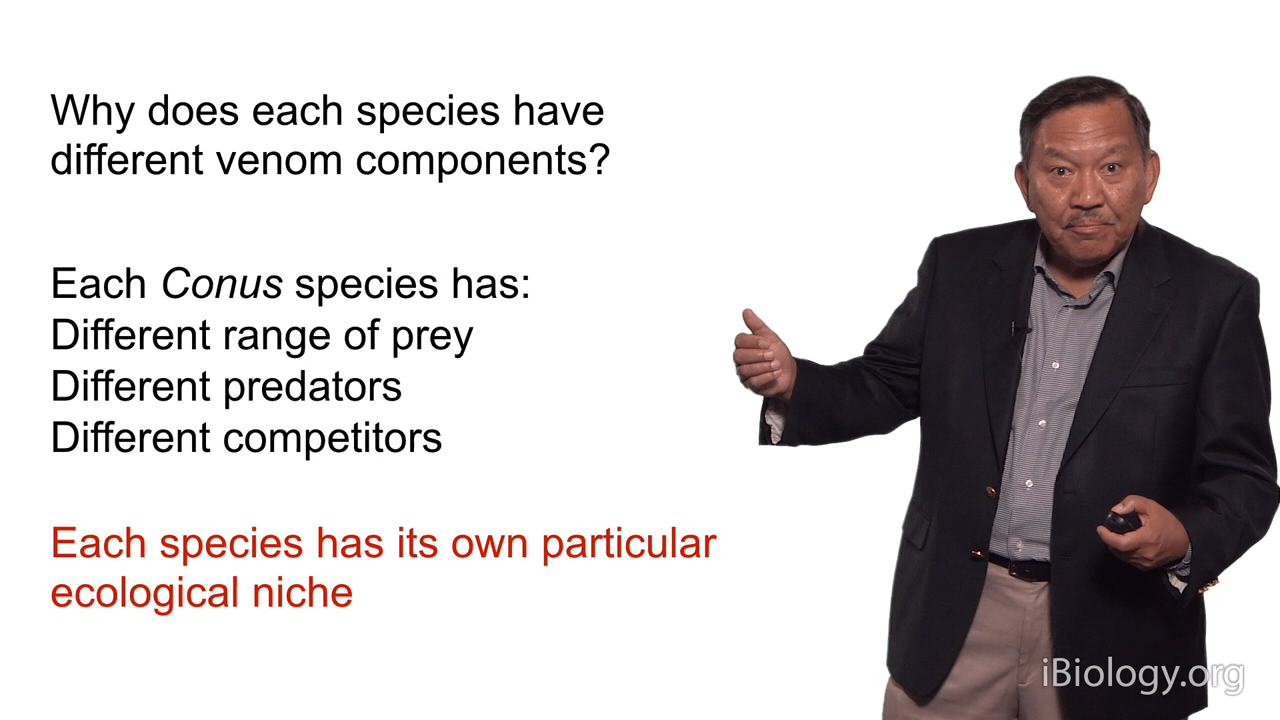 Why does each species have
different venom components?
Each Conus species has:
Different range of prey
Different predators
Different competitors
Each species has its own particular
ecological niche
iBiology.org